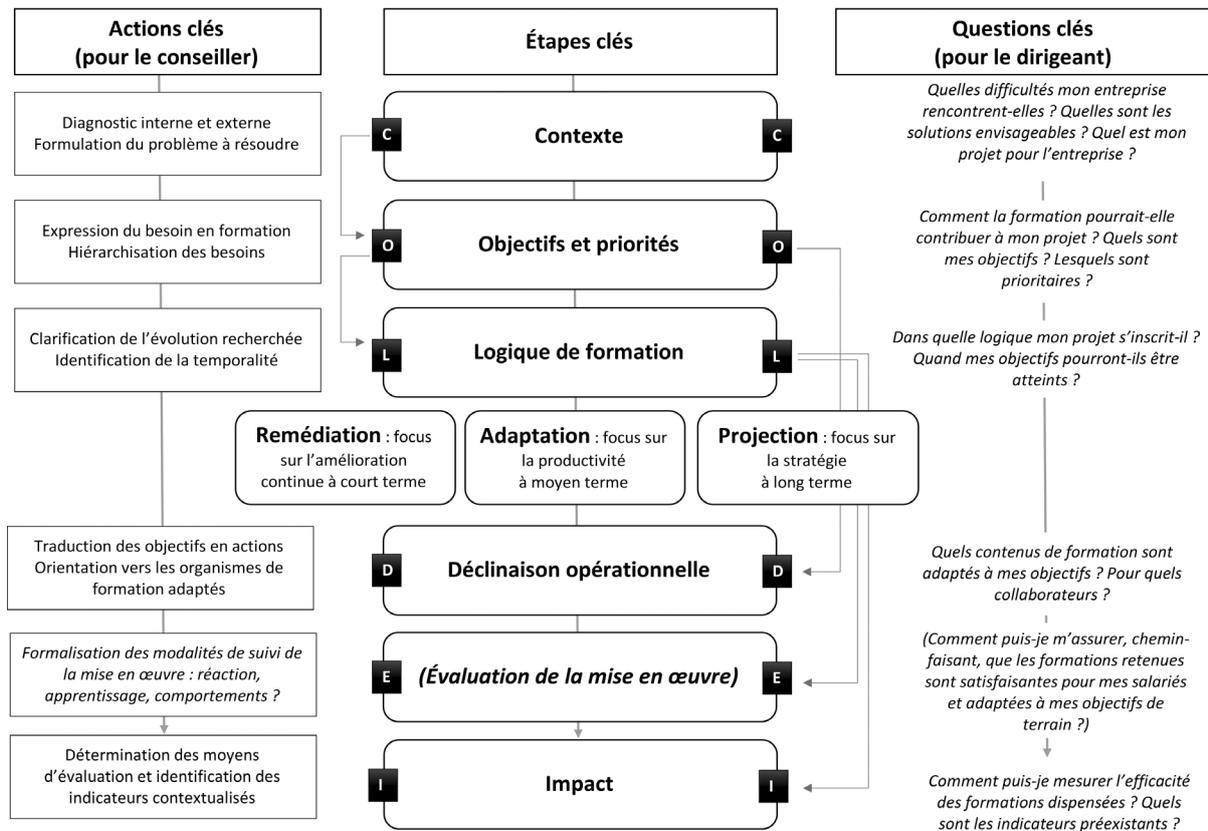 Actions clés
(pour le conseiller)
Étapes clés
Questions clés
(pour le dirigeant)
Diagnostic interne et externe
Formulation du problème à résoudre
C
Contexte
C
Quelles difficultés mon entreprise
rencontrent-elles ? Quelles sont les
solutions envisageables ? Quel est mon
projet pour l’entreprise ?
Expression du besoin en formation
Hiérarchisation des besoins
O
Objectifs et priorités
O
Comment la formation pourrait-elle
contribuer à mon projet ? Quels sont
mes objectifs ? Lesquels sont
prioritaires ?
Clarification de l’évolution recherchée
Identification de la temporalité
L
Logique de formation
L
Dans quelle logique mon projet s’inscrit-il ?
Quand mes objectifs pourront-ils être
atteints ?
Remédiation : focus
sur l’amélioration
continue à court terme
Adaptation : focus sur
la productivité
à moyen terme
Projection : focus sur
la stratégie
à long terme
Traduction des objectifs en actions
Orientation vers les organismes de
formation adaptés
D
Déclinaison opérationnelle
D
Quels contenus de formation sont
adaptés à mes objectifs ? Pour quels
collaborateurs ?
Formalisation des modalités de suivi de
la mise en œuvre : réaction,
apprentissage, comportements ?
E
(Évaluation de la mise en œuvre)
E
(Comment puis-je m’assurer, chemin-
faisant, que les formations retenues
sont satisfaisantes pour mes salariés
et adaptées à mes objectifs de
terrain ?)
Détermination des moyens
d’évaluation et identification des
indicateurs contextualisés
I
Impact
I
Comment puis-je mesurer l’efficacité
des formations dispensées ? Quels
sont les indicateurs préexistants ?